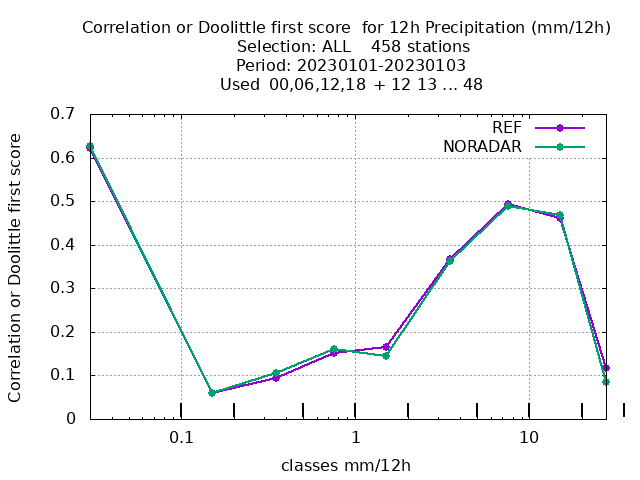 Correlation or Doolittle first score  for 12h Precipitation (mm/12h)
Selection: ALL    458 stations
Period: 20230101-20230103
Used  00,06,12,18  + 12 13 ... 48
REF
NORADAR
0.7
0.6
0.5
0.4
0.3
0.2
0.1
0
Correlation or Doolittle first score
0.1
1
10
classes mm/12h